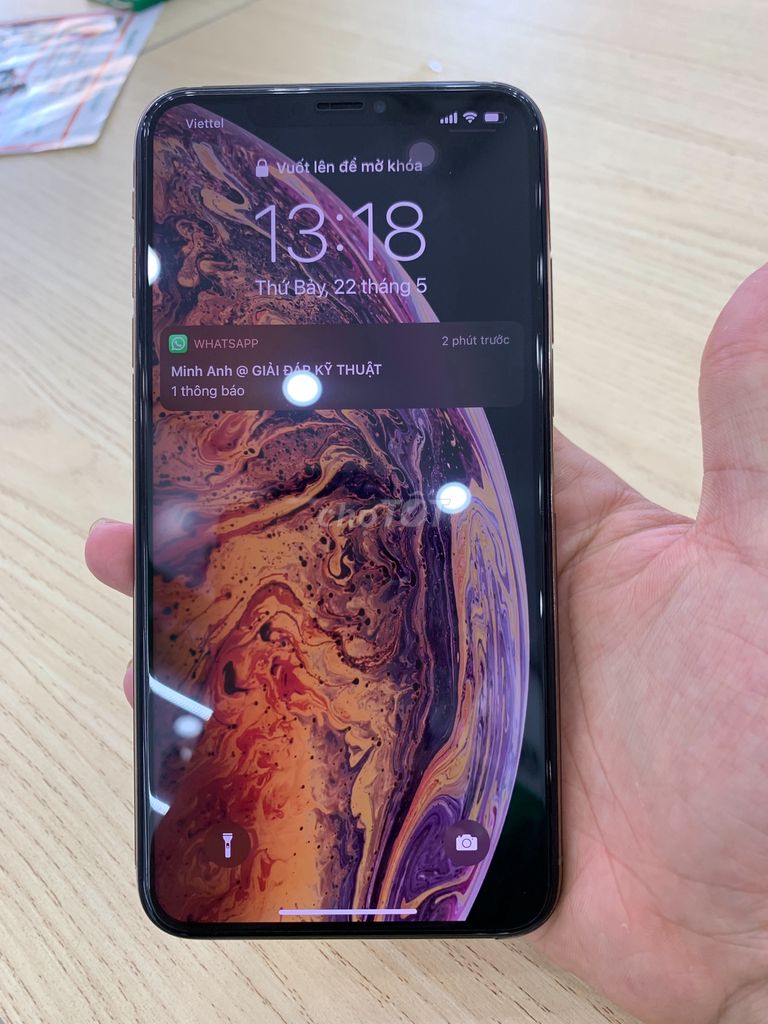 Viettel
Vuốt lên để mở khóa
13:18
Thứ Bảy, 22 tháng 5
WHATSAPP
2 phút trước
Minh Anh @ GIẢI ĐÁP KỸ THUẬT
1 thông báo
choTỐT